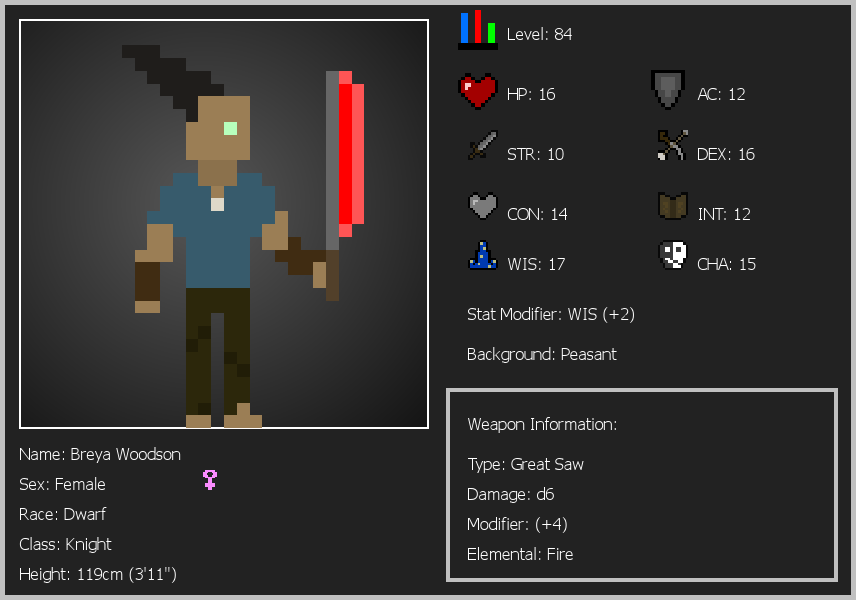 Level: 84
HP: 16
AC: 12
STR: 10
DEX: 16
CON: 14
INT: 12
WIS: 17
CHA: 15
Stat Modifier: WIS (+2)
Background: Peasant
Weapon Information:
Type: Great Saw
Damage: d6
Modifier: (+4)
Elemental: Fire
Name: Breya Woodson
Sex: Female
Race: Dwarf
Class: Knight
Height: 119cm (3'11")